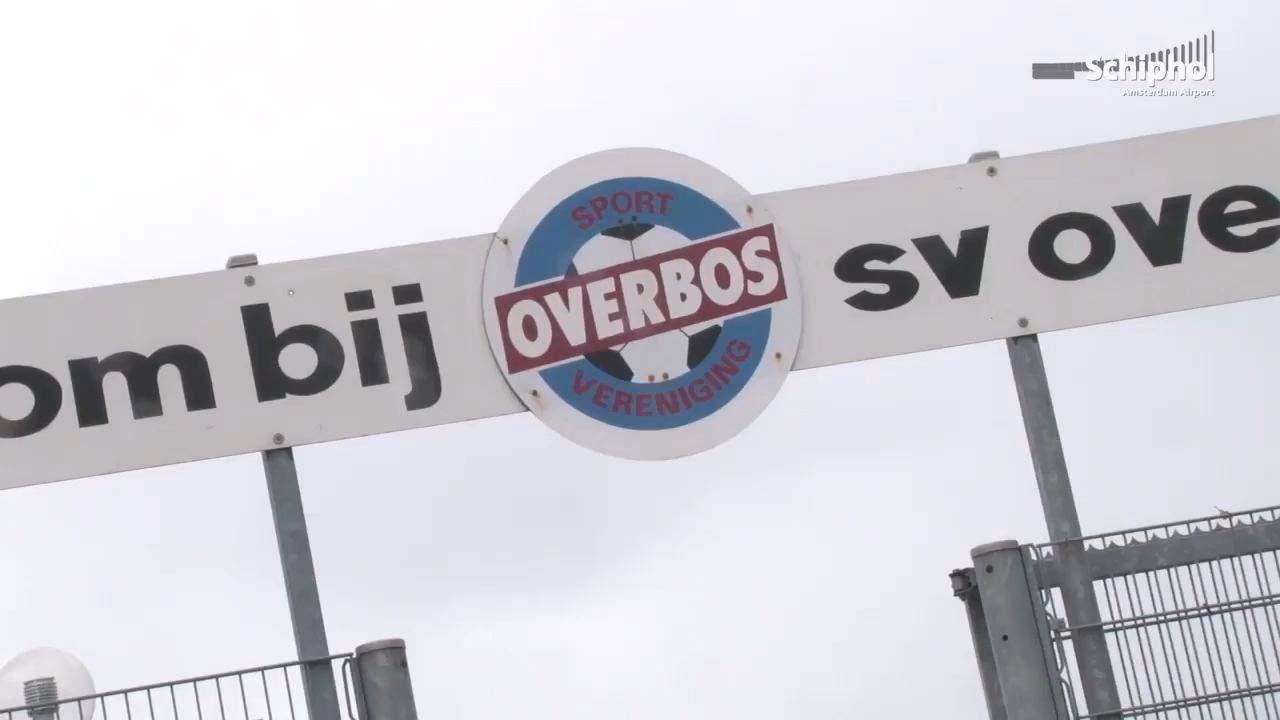 Schiphol
Amsterdam Airport
om bij
SPORT
OVERBOS
VERENIGING
sv ove